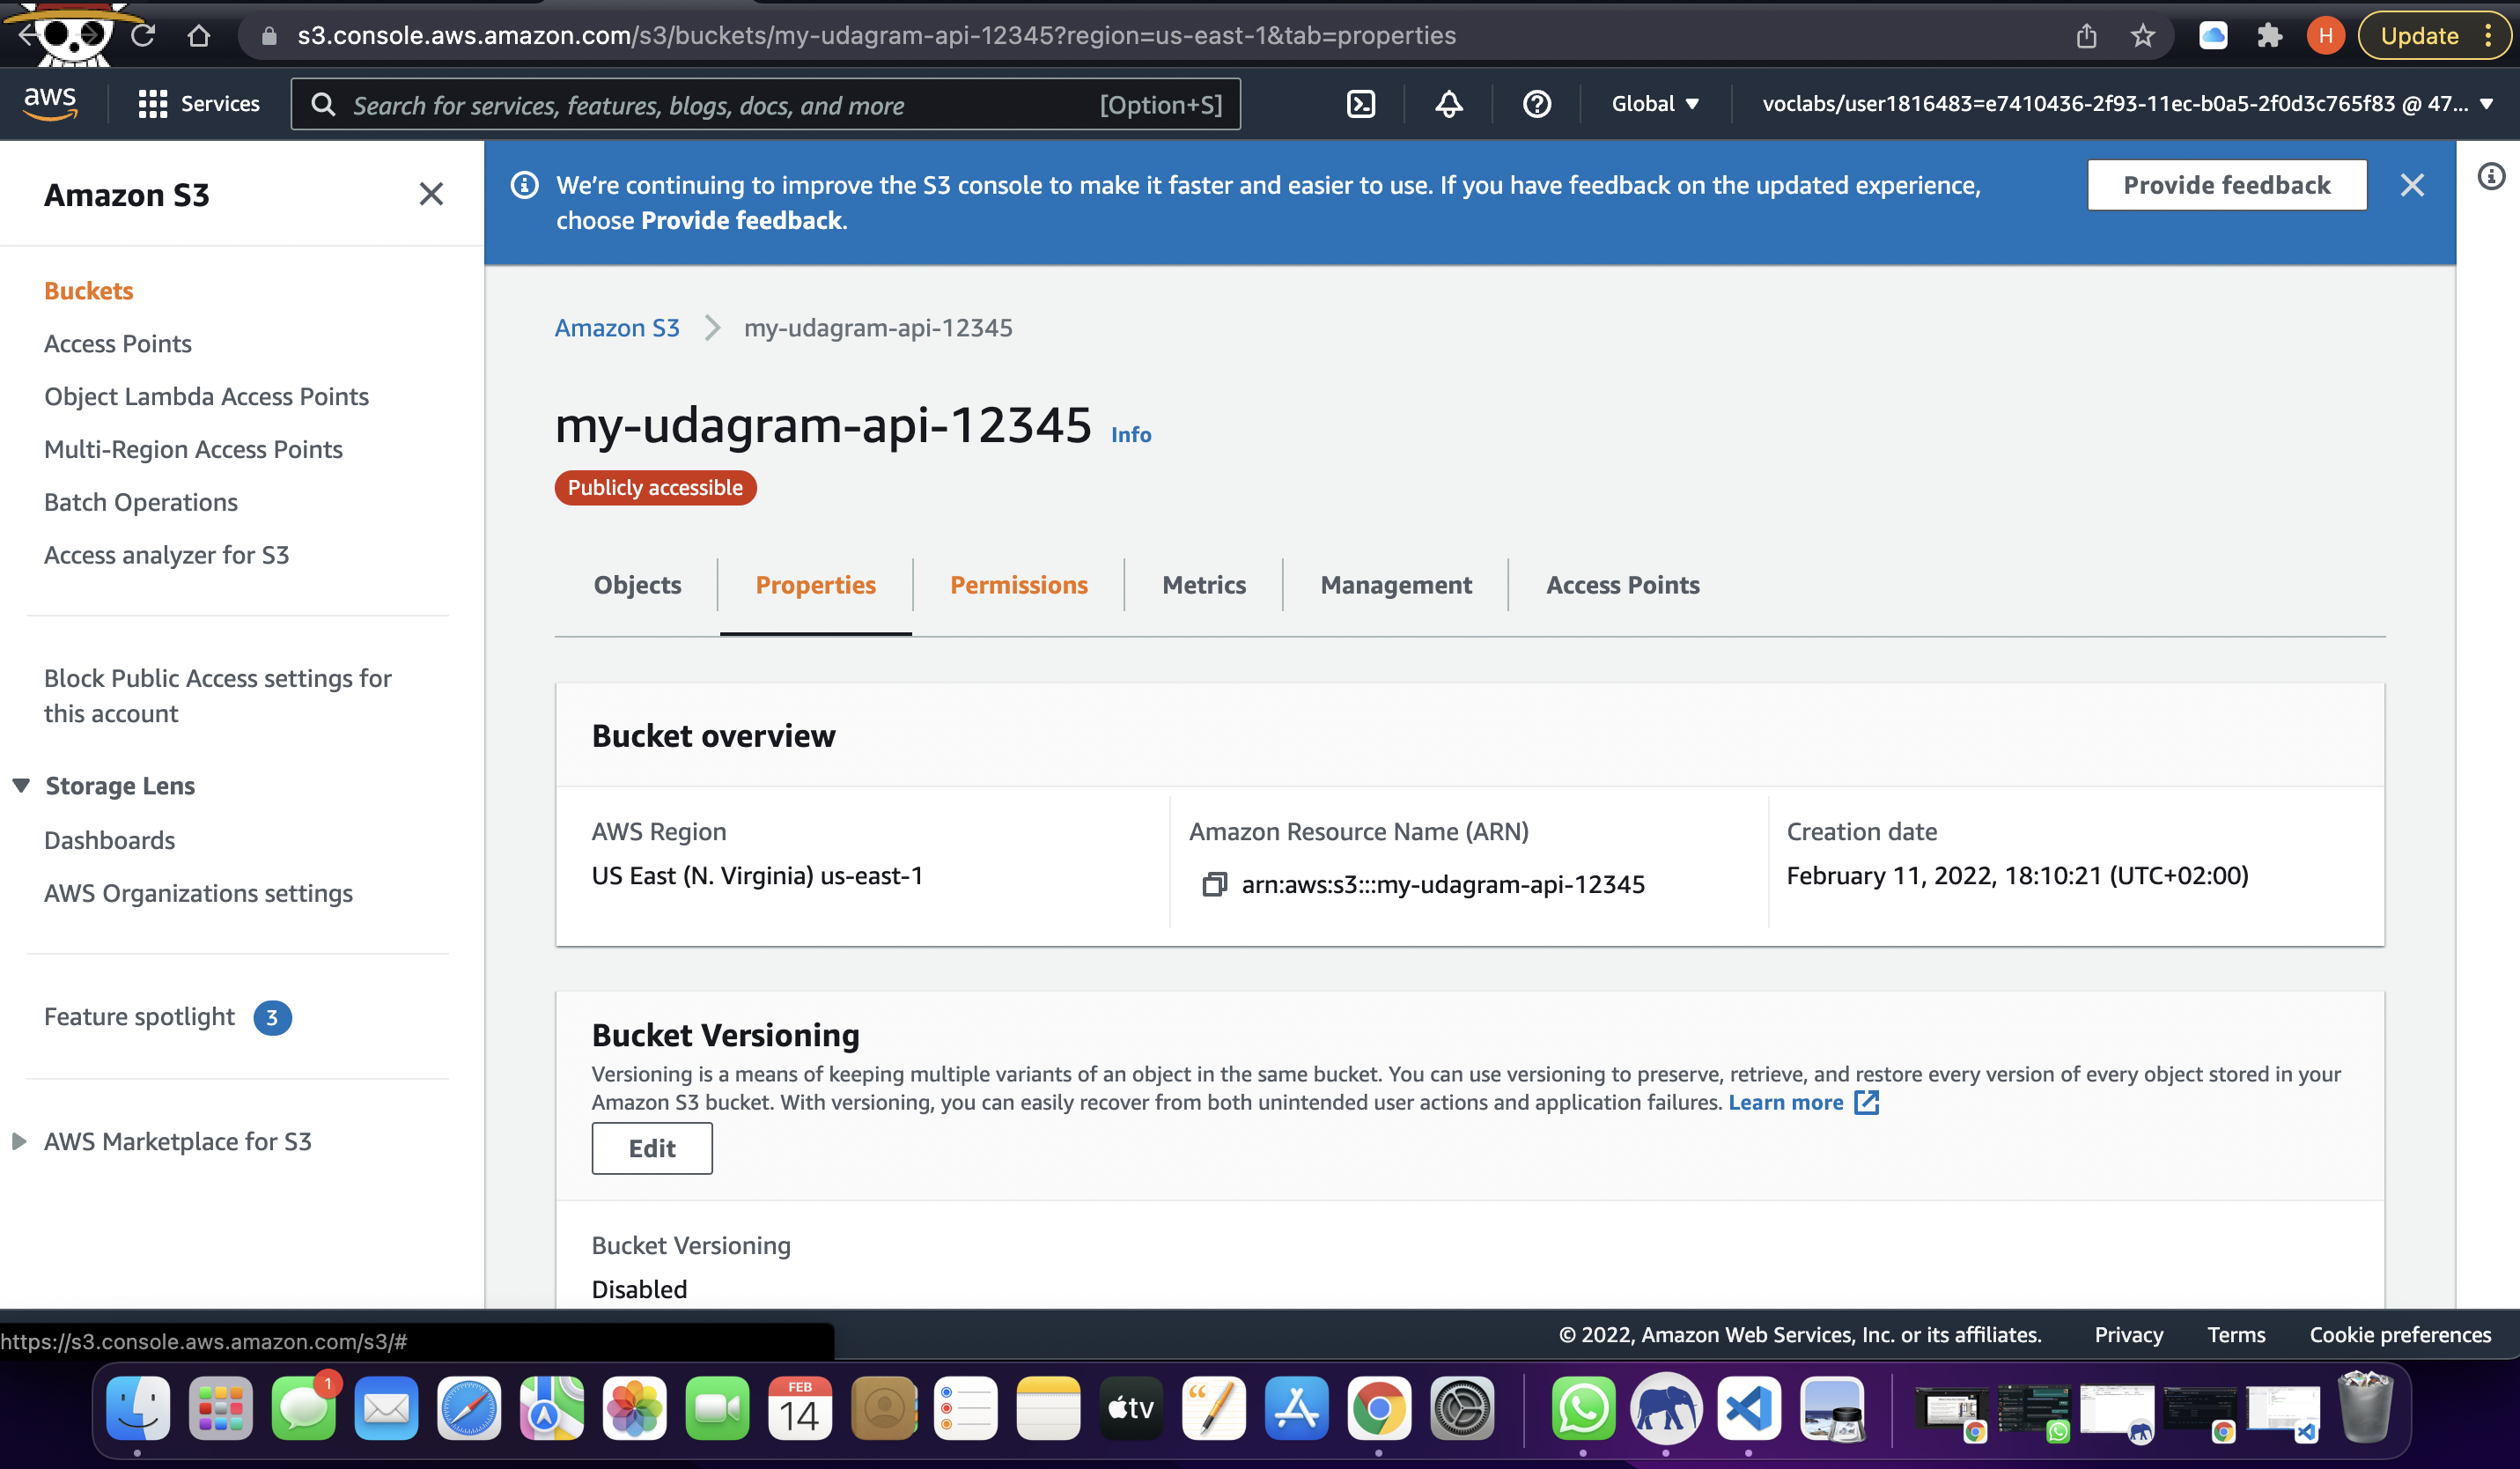 s3.console.aws.amazon.com/s3/buckets/my-udagram-api-12345?region=us-east-1&tab=properties
H
Update
aws
Services
Search for services, features, blogs, docs, and more
[Option+S]
Global
voclabs/user1816483=e7410436-2f93-11ec-b0a5-2f0d3c765f83 @ 47...
Amazon S3
Buckets
Access Points
Object Lambda Access Points
Multi-Region Access Points
Batch Operations
Access analyzer for S3
Block Public Access settings for
this account
Storage Lens
Dashboards
AWS Organizations settings
Feature spotlight 3
AWS Marketplace for S3
We're continuing to improve the S3 console to make it faster and easier to use. If you have feedback on the updated experience,
choose Provide feedback.
Provide feedback
Amazon S3 my-udagram-api-12345
my-udagram-api-12345 Info
Publicly accessible
Objects Properties Permissions Metrics Management Access Points
Bucket overview
AWS Region
US East (N. Virginia) us-east-1
Amazon Resource Name (ARN)
arn:aws:s3:::my-udagram-api-12345
Creation date
February 11, 2022, 18:10:21 (UTC+02:00)
Bucket Versioning
Versioning is a means of keeping multiple variants of an object in the same bucket. You can use versioning to preserve, retrieve, and restore every version of every object stored in your
Amazon S3 bucket. With versioning, you can easily recover from both unintended user actions and application failures. Learn more
Edit
Bucket Versioning
Disabled
https://s3.console.aws.amazon.com/s3/#
© 2022, Amazon Web Services, Inc. or its affiliates. Privacy Terms Cookie preferences
1
FEB
14
tv